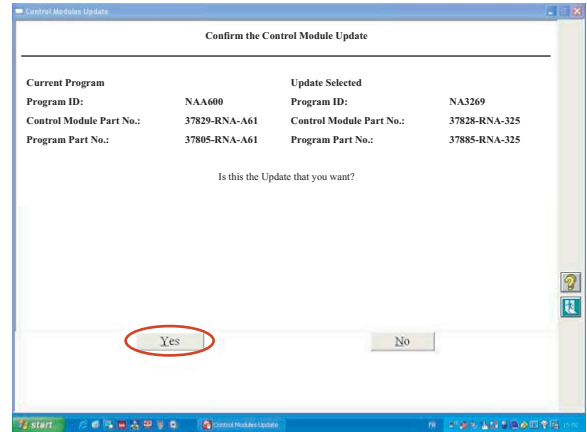 Control Modules Update
Confirm the Control Module Update
Current Program Update Selected
Program ID: NAA600 Program ID: NA3269
Control Module Part No.: 37829-RNA-A61 Control Module Part No.: 37828-RNA-325
Program Part No.: 37805-RNA-A61 Program Part No.: 37885-RNA-325
Is this the Update that you want?
Yes No
start Control Modules Update FR